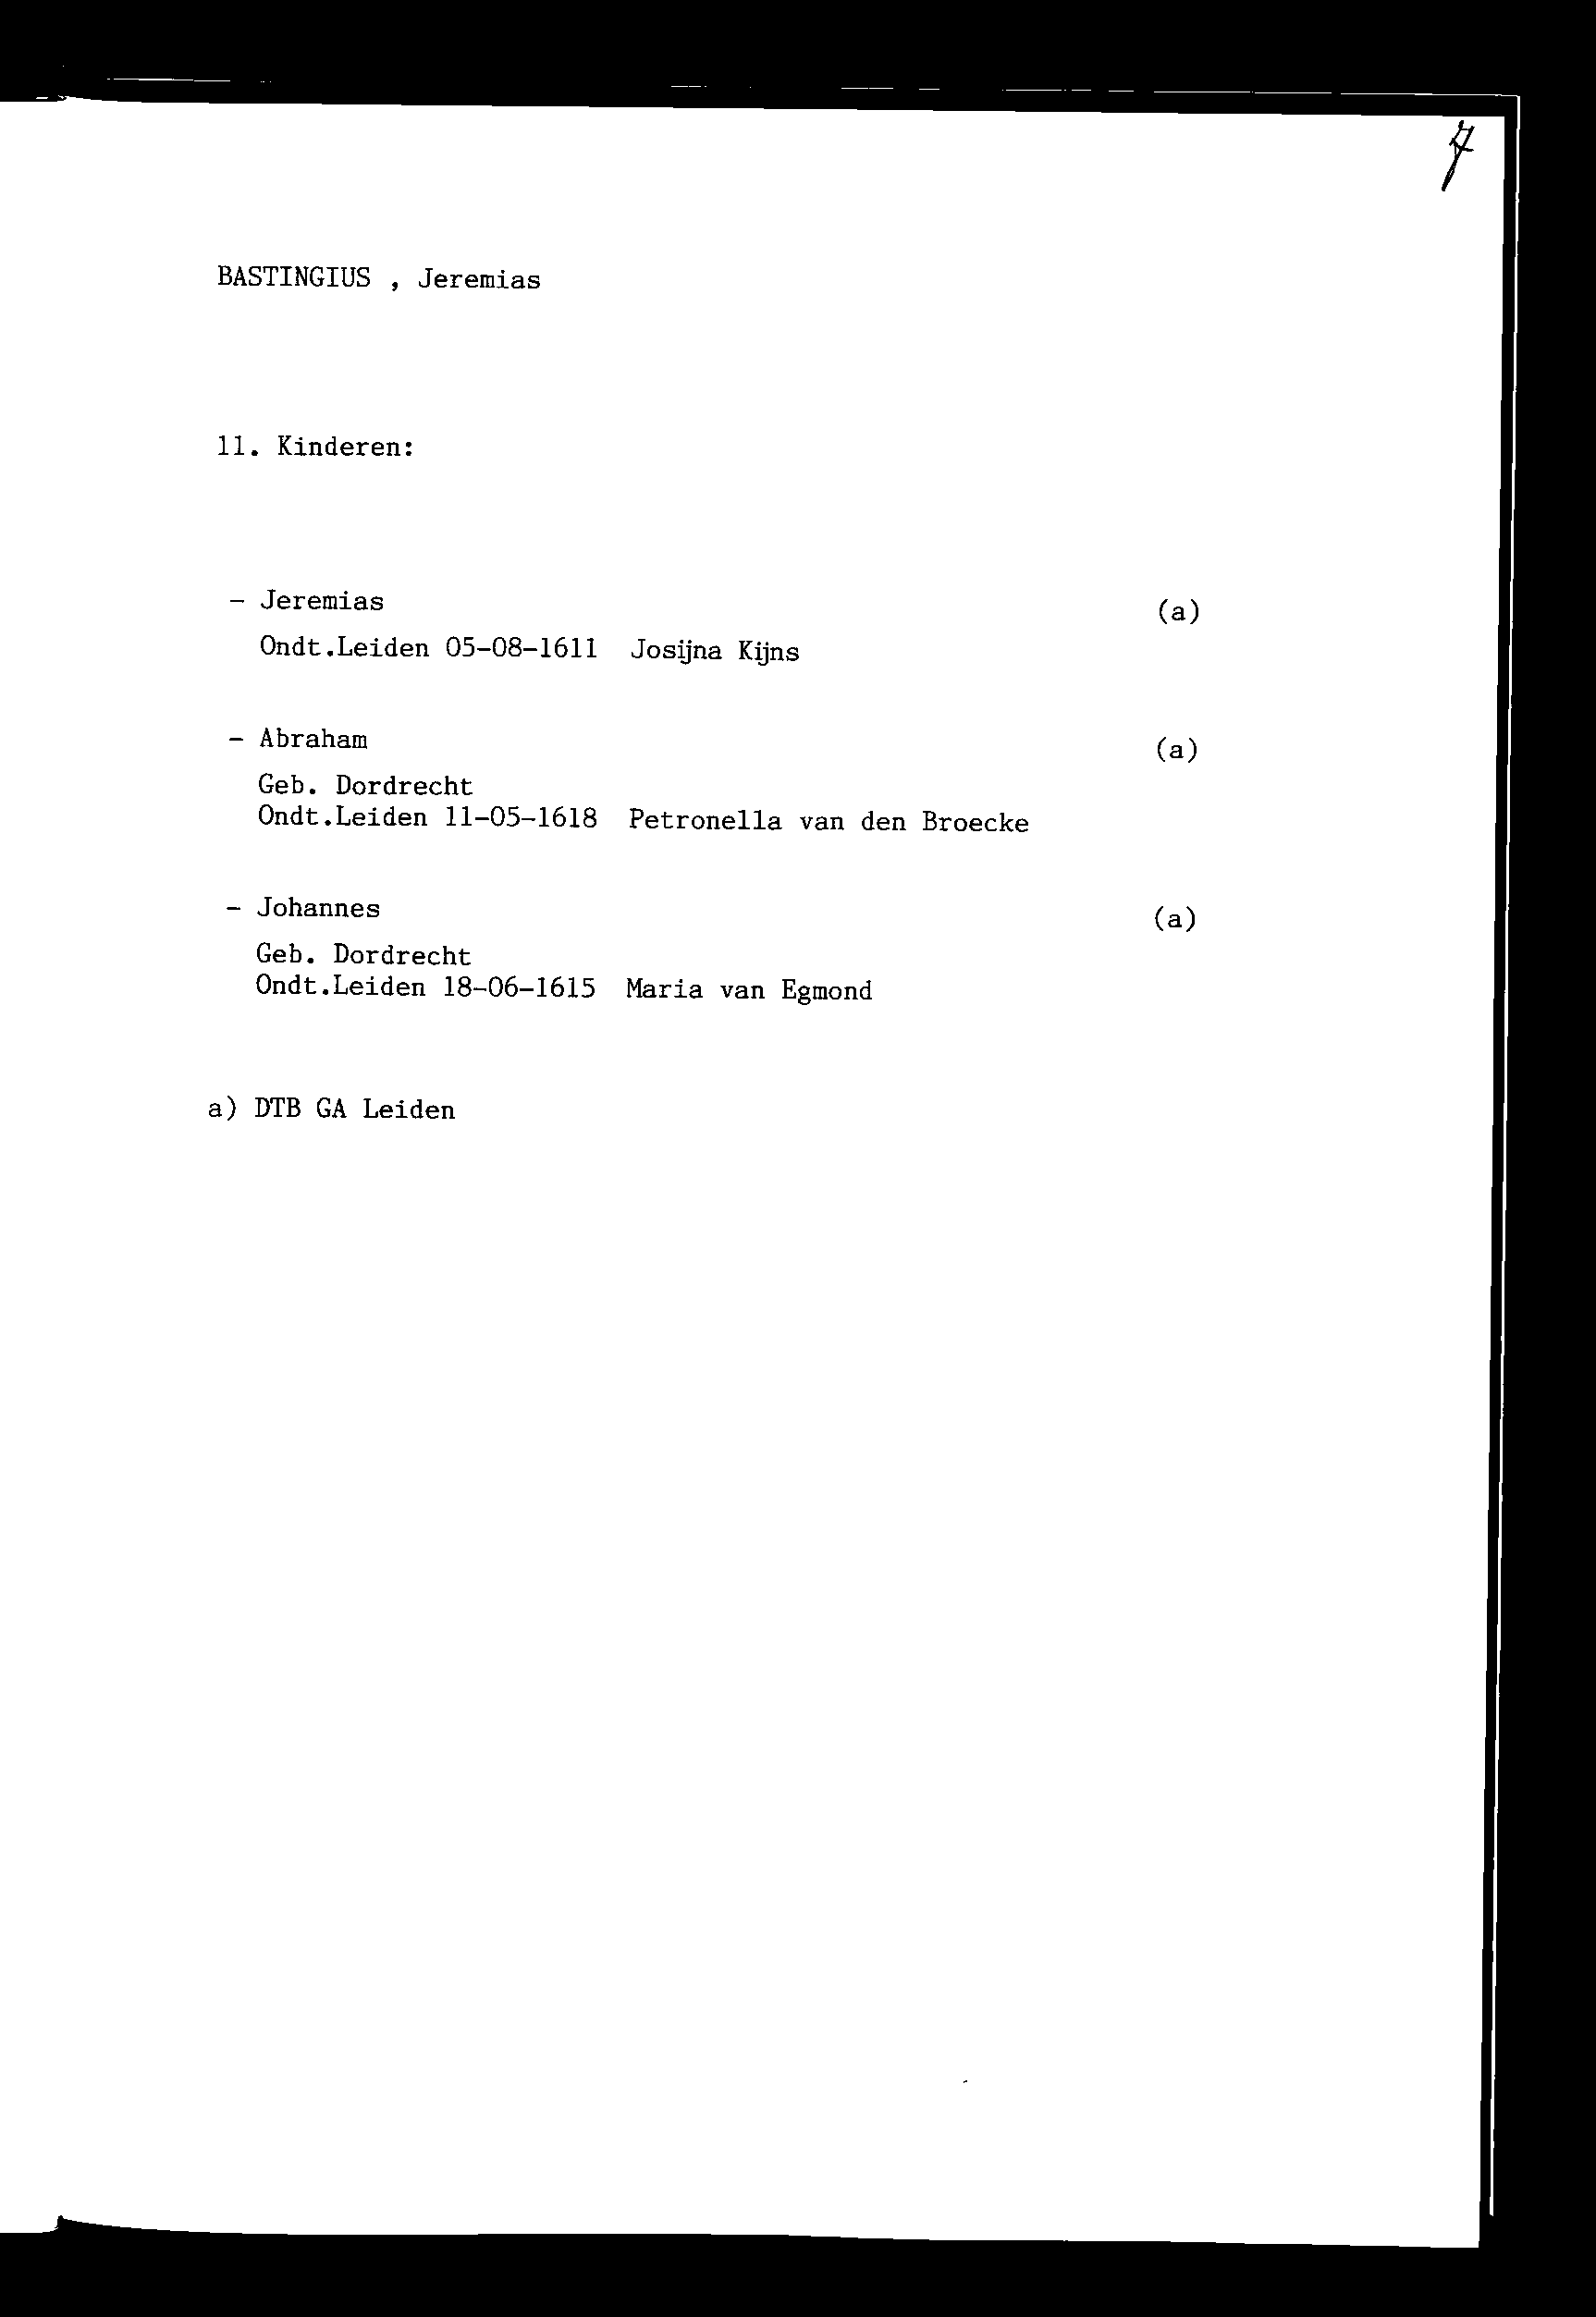 7
BASTINGIUS , Jeremias
11. Kinderen:
- Jeremias (a)
Ondt.Leiden 05-08-1611 Josijna Kijns
- Abraham (a)
Geb. Dordrecht
Ondt.Leiden 11-05-1618 Petronella van den Broecke
- Johannes (a)
Geb. Dordrecht
Ondt.Leiden 18-06-1615 Maria van Egmond
a) DTB GA Leiden